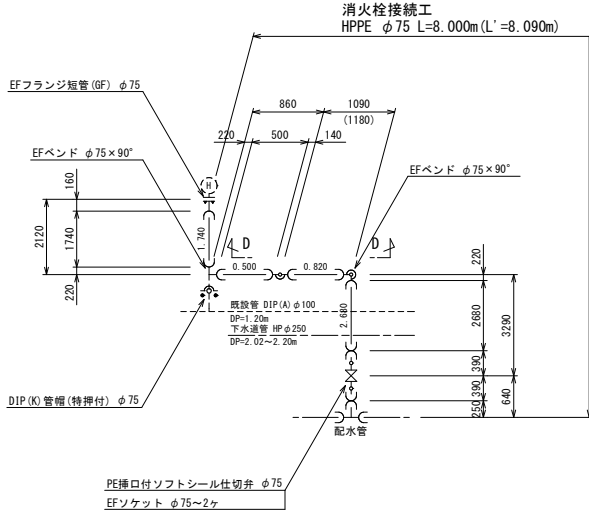 消火栓接続工
HPPE φ75 L=8.000m(L'=8.090m)
EFフランジ短管(GF) φ75
860
1090
(1180)
220
500
140
EFベンド φ75×90°
EFベンド φ75×90°
H
160
2120
1740
220
1.740
D
D
0.500
0.820
2.680
220
2680
3290
390
390
640
250
既設管 DIP(A) φ100
DP=1.20m
下水道管 HPφ250
DP=2.02～2.20m
DIP(K)管帽(特押付) φ75
配水管
PE挿口付ソフトシール仕切弁 φ75
EFソケット φ75～2ヶ